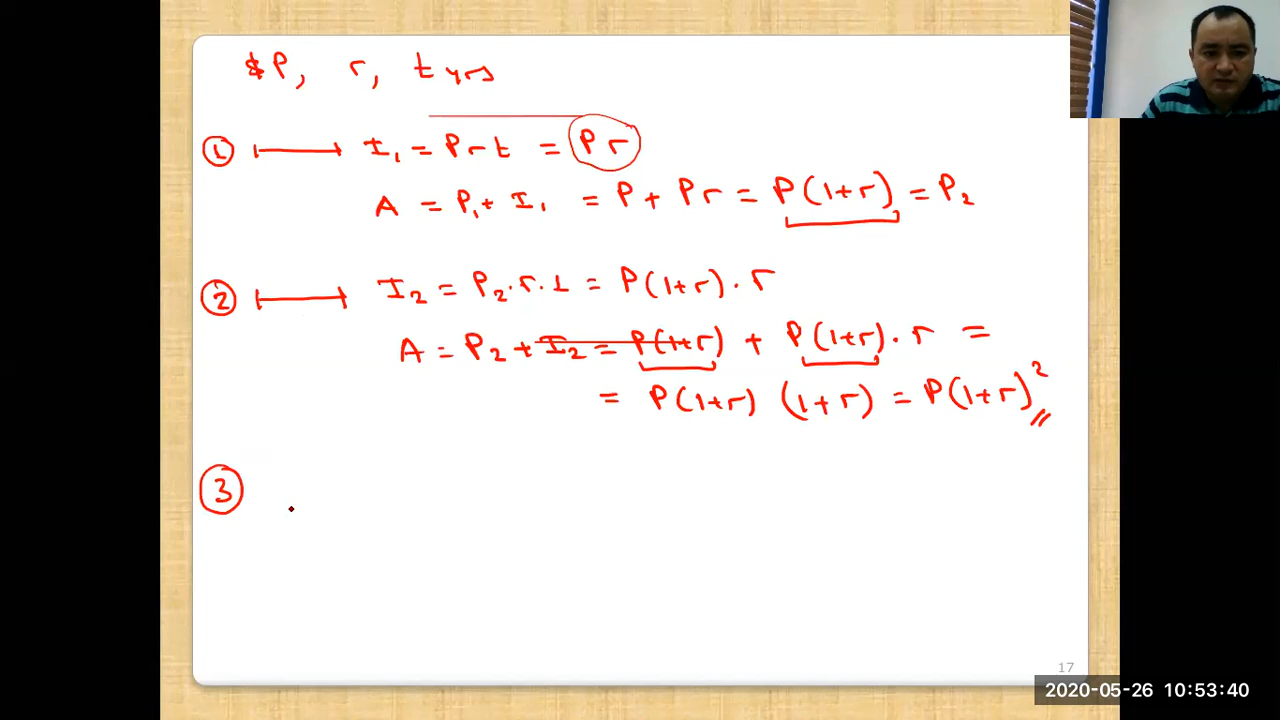 $P, r, t yrs
① I₁ = Prt = Pr
A = P₁ + I₁ = P + Pr = P(1+r) = P₂
② I₂ = P₂·r·1 = P(1+r)·r
A = P₂ + I₂ = P(1+r) + P(1+r)·r =
= P(1+r) (1+r) = P(1+r)²
③
17
2020-05-26 10:53:40